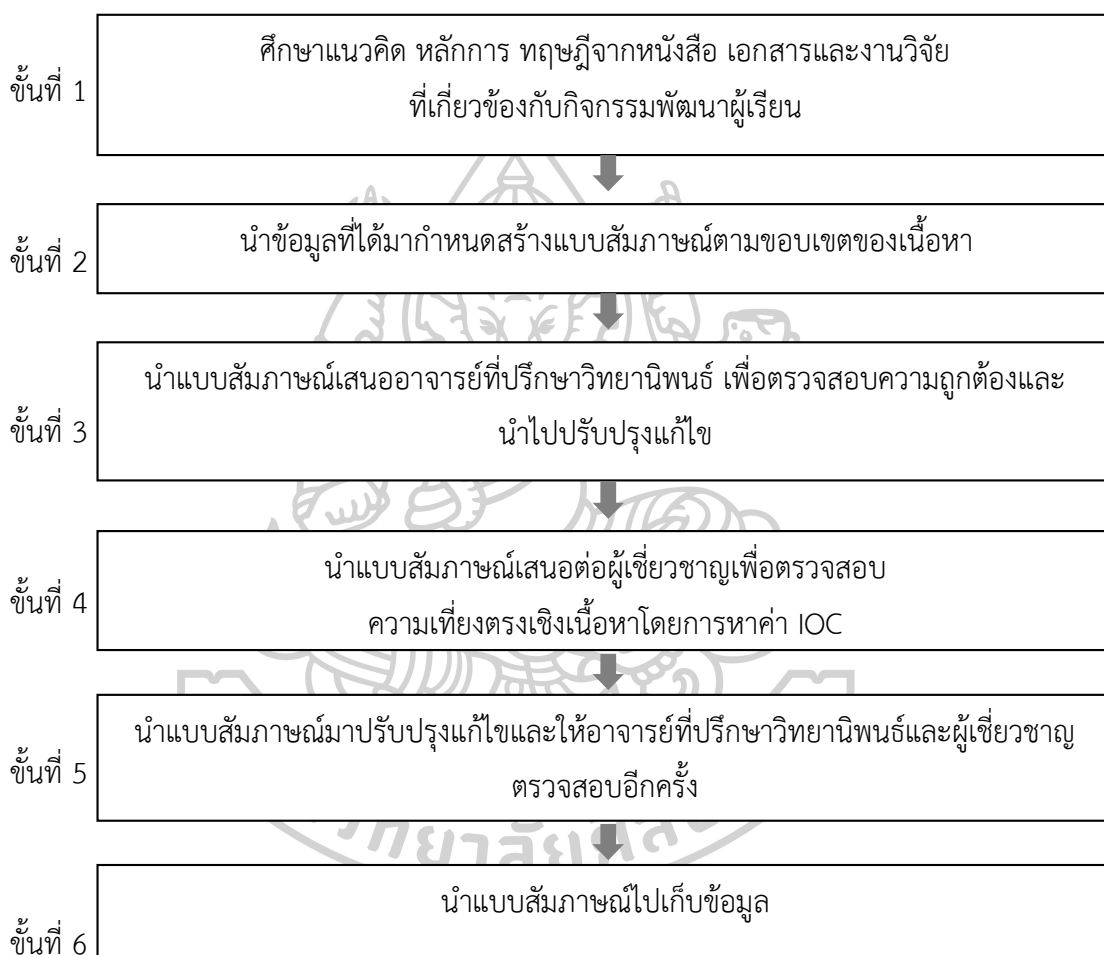 ขั้นที่ 1
ศึกษาแนวคิด หลักการ ทฤษฎีจากหนังสือ เอกสารและงานวิจัย
ที่เกี่ยวข้องกับกิจกรรมพัฒนาผู้เรียน
ขั้นที่ 2
นำข้อมูลที่ได้มากำหนดสร้างแบบสัมภาษณ์ตามขอบเขตของเนื้อหา
ขั้นที่ 3
นำแบบสัมภาษณ์เสนออาจารย์ที่ปรึกษาวิทยานิพนธ์ เพื่อตรวจสอบความถูกต้องและ
นำไปปรับปรุงแก้ไข
ขั้นที่ 4
นำแบบสัมภาษณ์เสนอต่อผู้เชี่ยวชาญเพื่อตรวจสอบ
ความเที่ยงตรงเชิงเนื้อหาโดยการหาค่า IOC
ขั้นที่ 5
นำแบบสัมภาษณ์มาปรับปรุงแก้ไขและให้อาจารย์ที่ปรึกษาวิทยานิพนธ์และผู้เชี่ยวชาญ
ตรวจสอบอีกครั้ง
ขั้นที่ 6
นำแบบสัมภาษณ์ไปเก็บข้อมูล